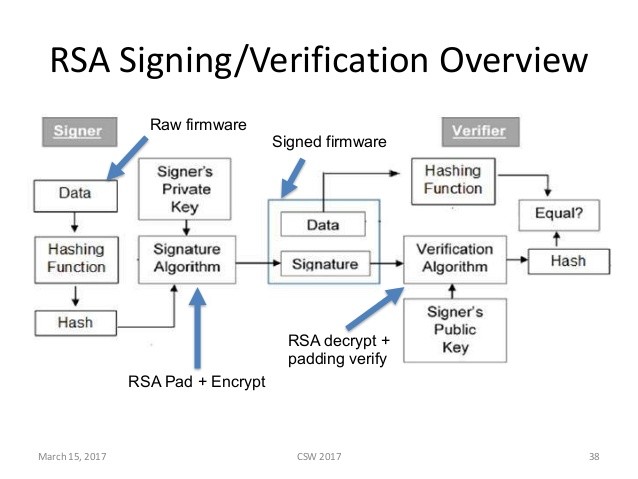 RSA Signing/Verification Overview
Signer
Raw firmware
Signed firmware
Verifier
Data
Signer's
Private
Key
Hashing
Function
Signature
Algorithm
Hash
RSA Pad + Encrypt
Data
Signature
Hashing
Function
Equal?
Verification
Algorithm
Hash
Signer's
Public
Key
RSA decrypt +
padding verify
March 15, 2017
CSW 2017
38